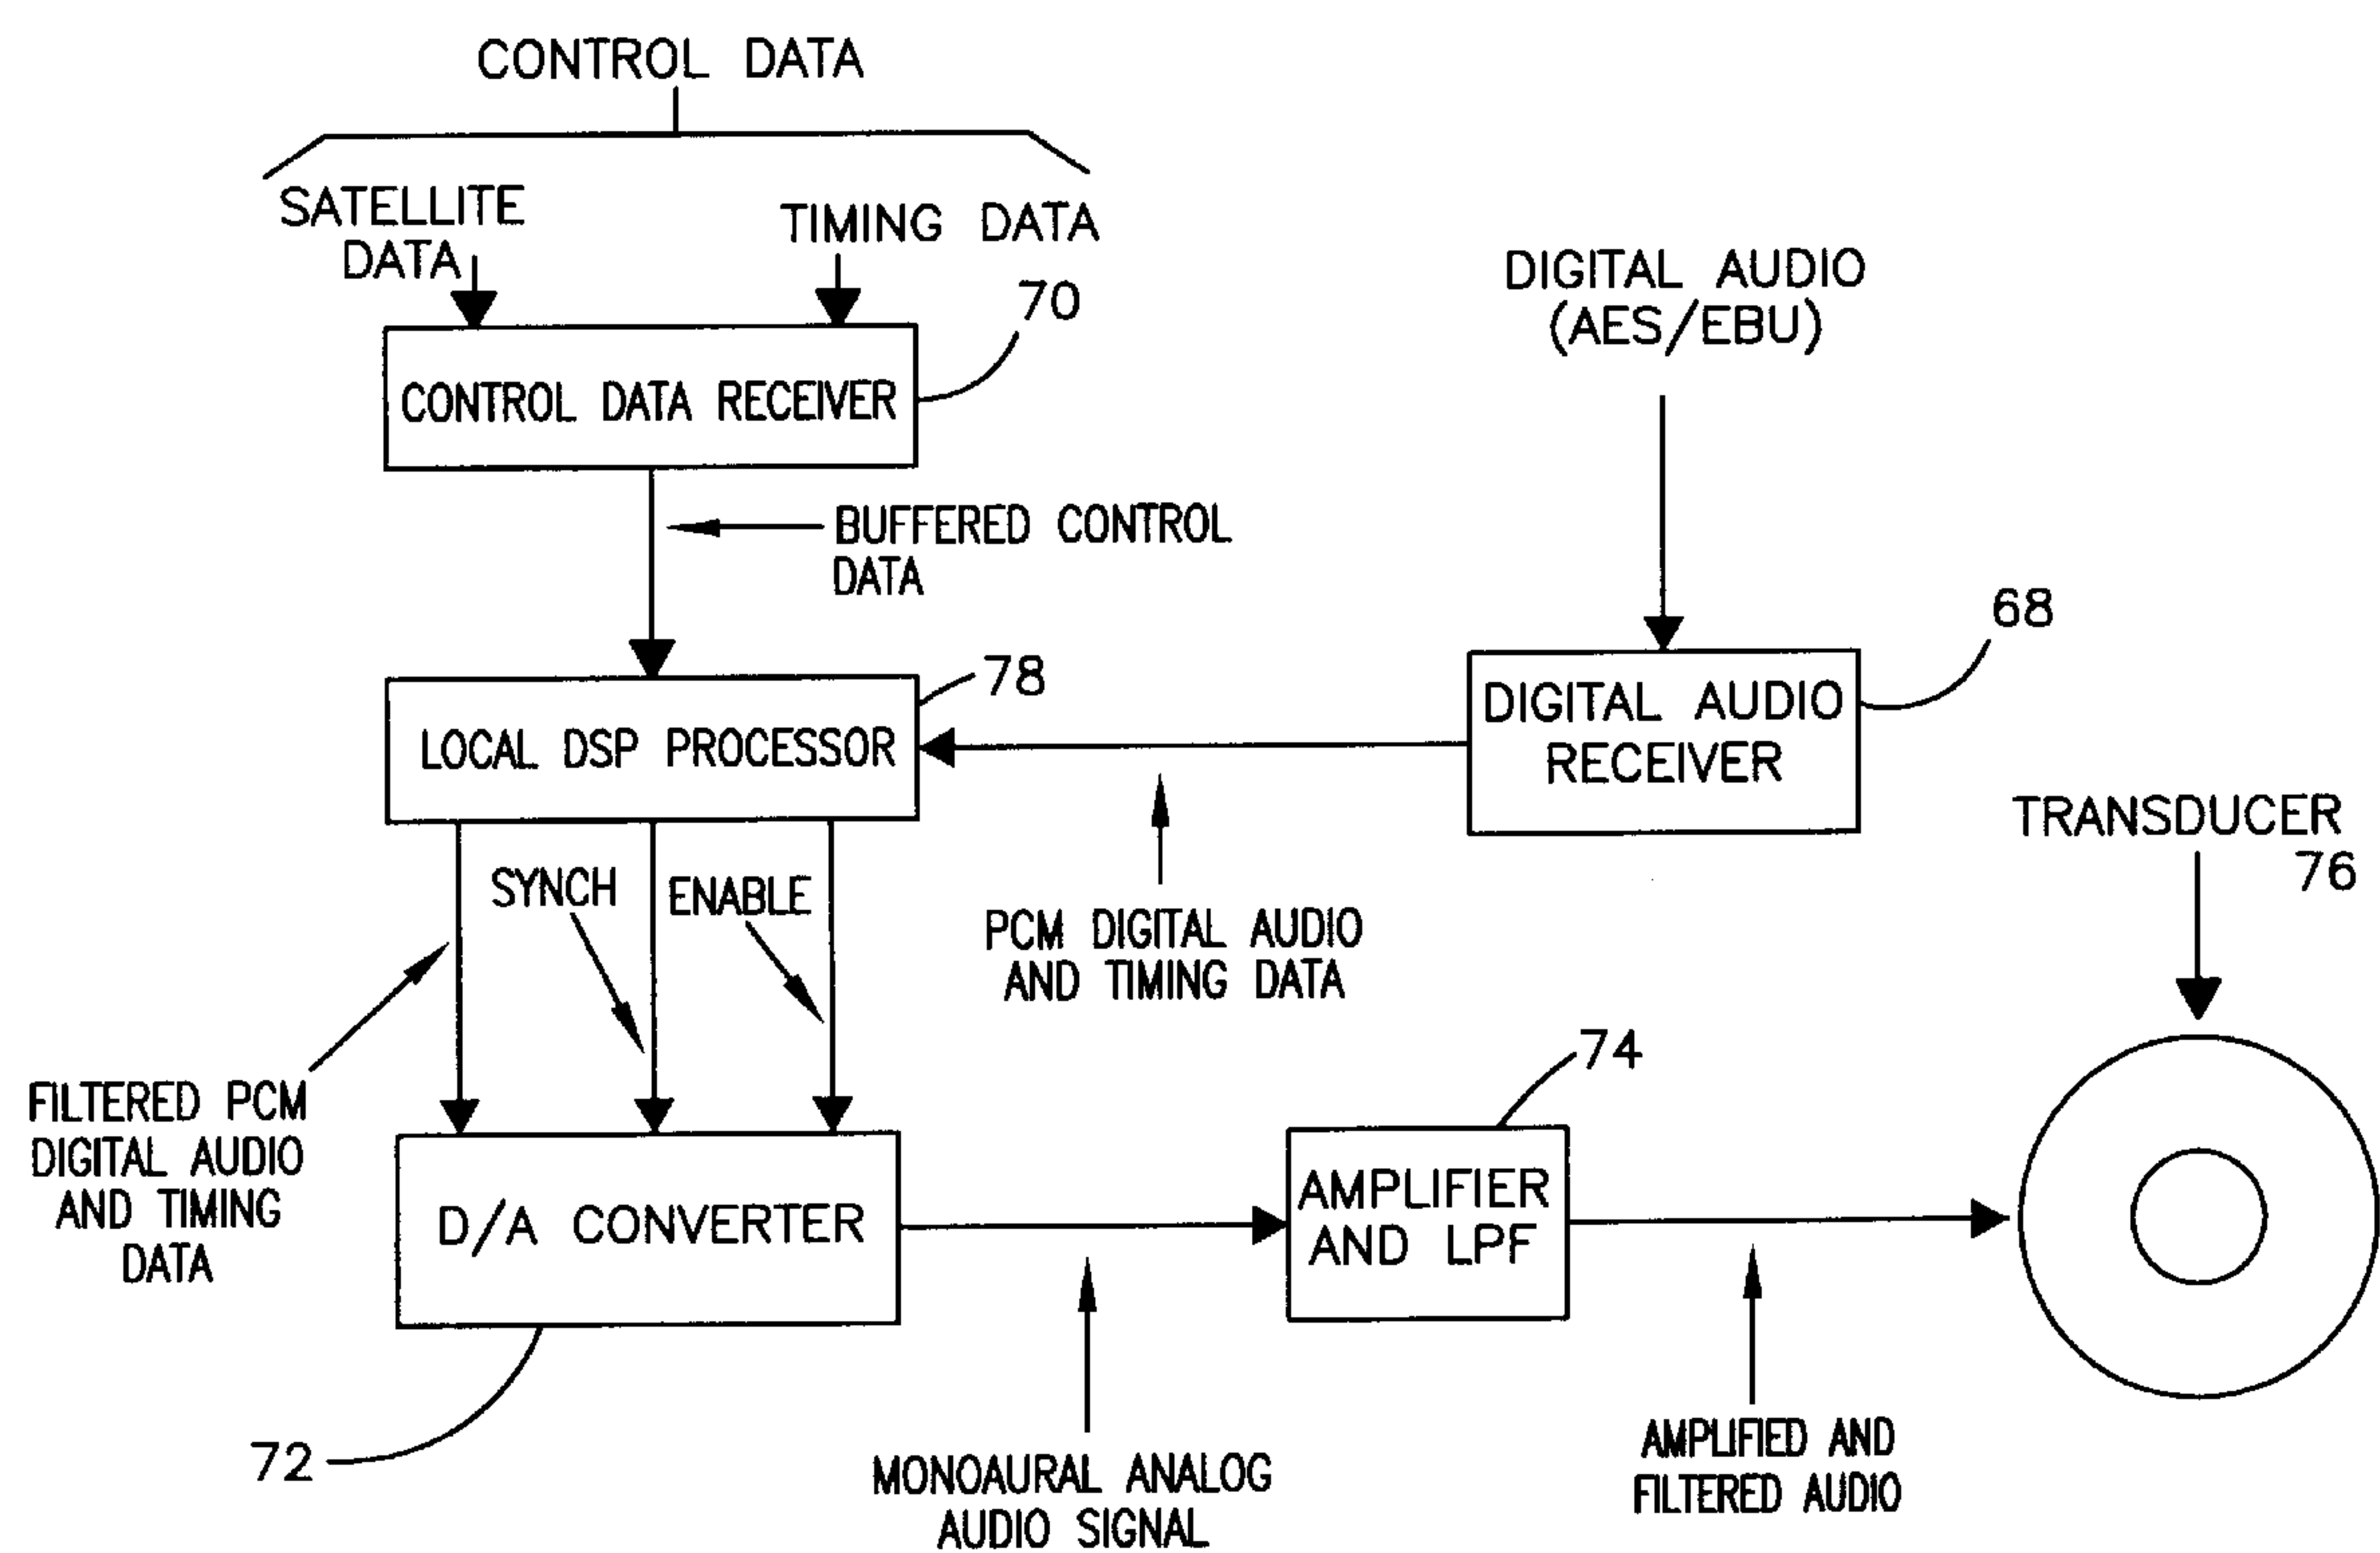 CONTROL DATA
SATELLITE
DATA
TIMING DATA
70
CONTROL DATA RECEIVER
DIGITAL AUDIO
(AES/EBU)
BUFFERED CONTROL
DATA
68
78
LOCAL DSP PROCESSOR
DIGITAL AUDIO
RECEIVER
TRANSDUCER
76
SYNCH
ENABLE
PCM DIGITAL AUDIO
AND TIMING DATA
74
FILTERED PCM
DIGITAL AUDIO
AND TIMING
DATA
D/A CONVERTER
AMPLIFIER
AND LPF
72
MONOAURAL ANALOG
AUDIO SIGNAL
AMPLIFIED AND
FILTERED AUDIO